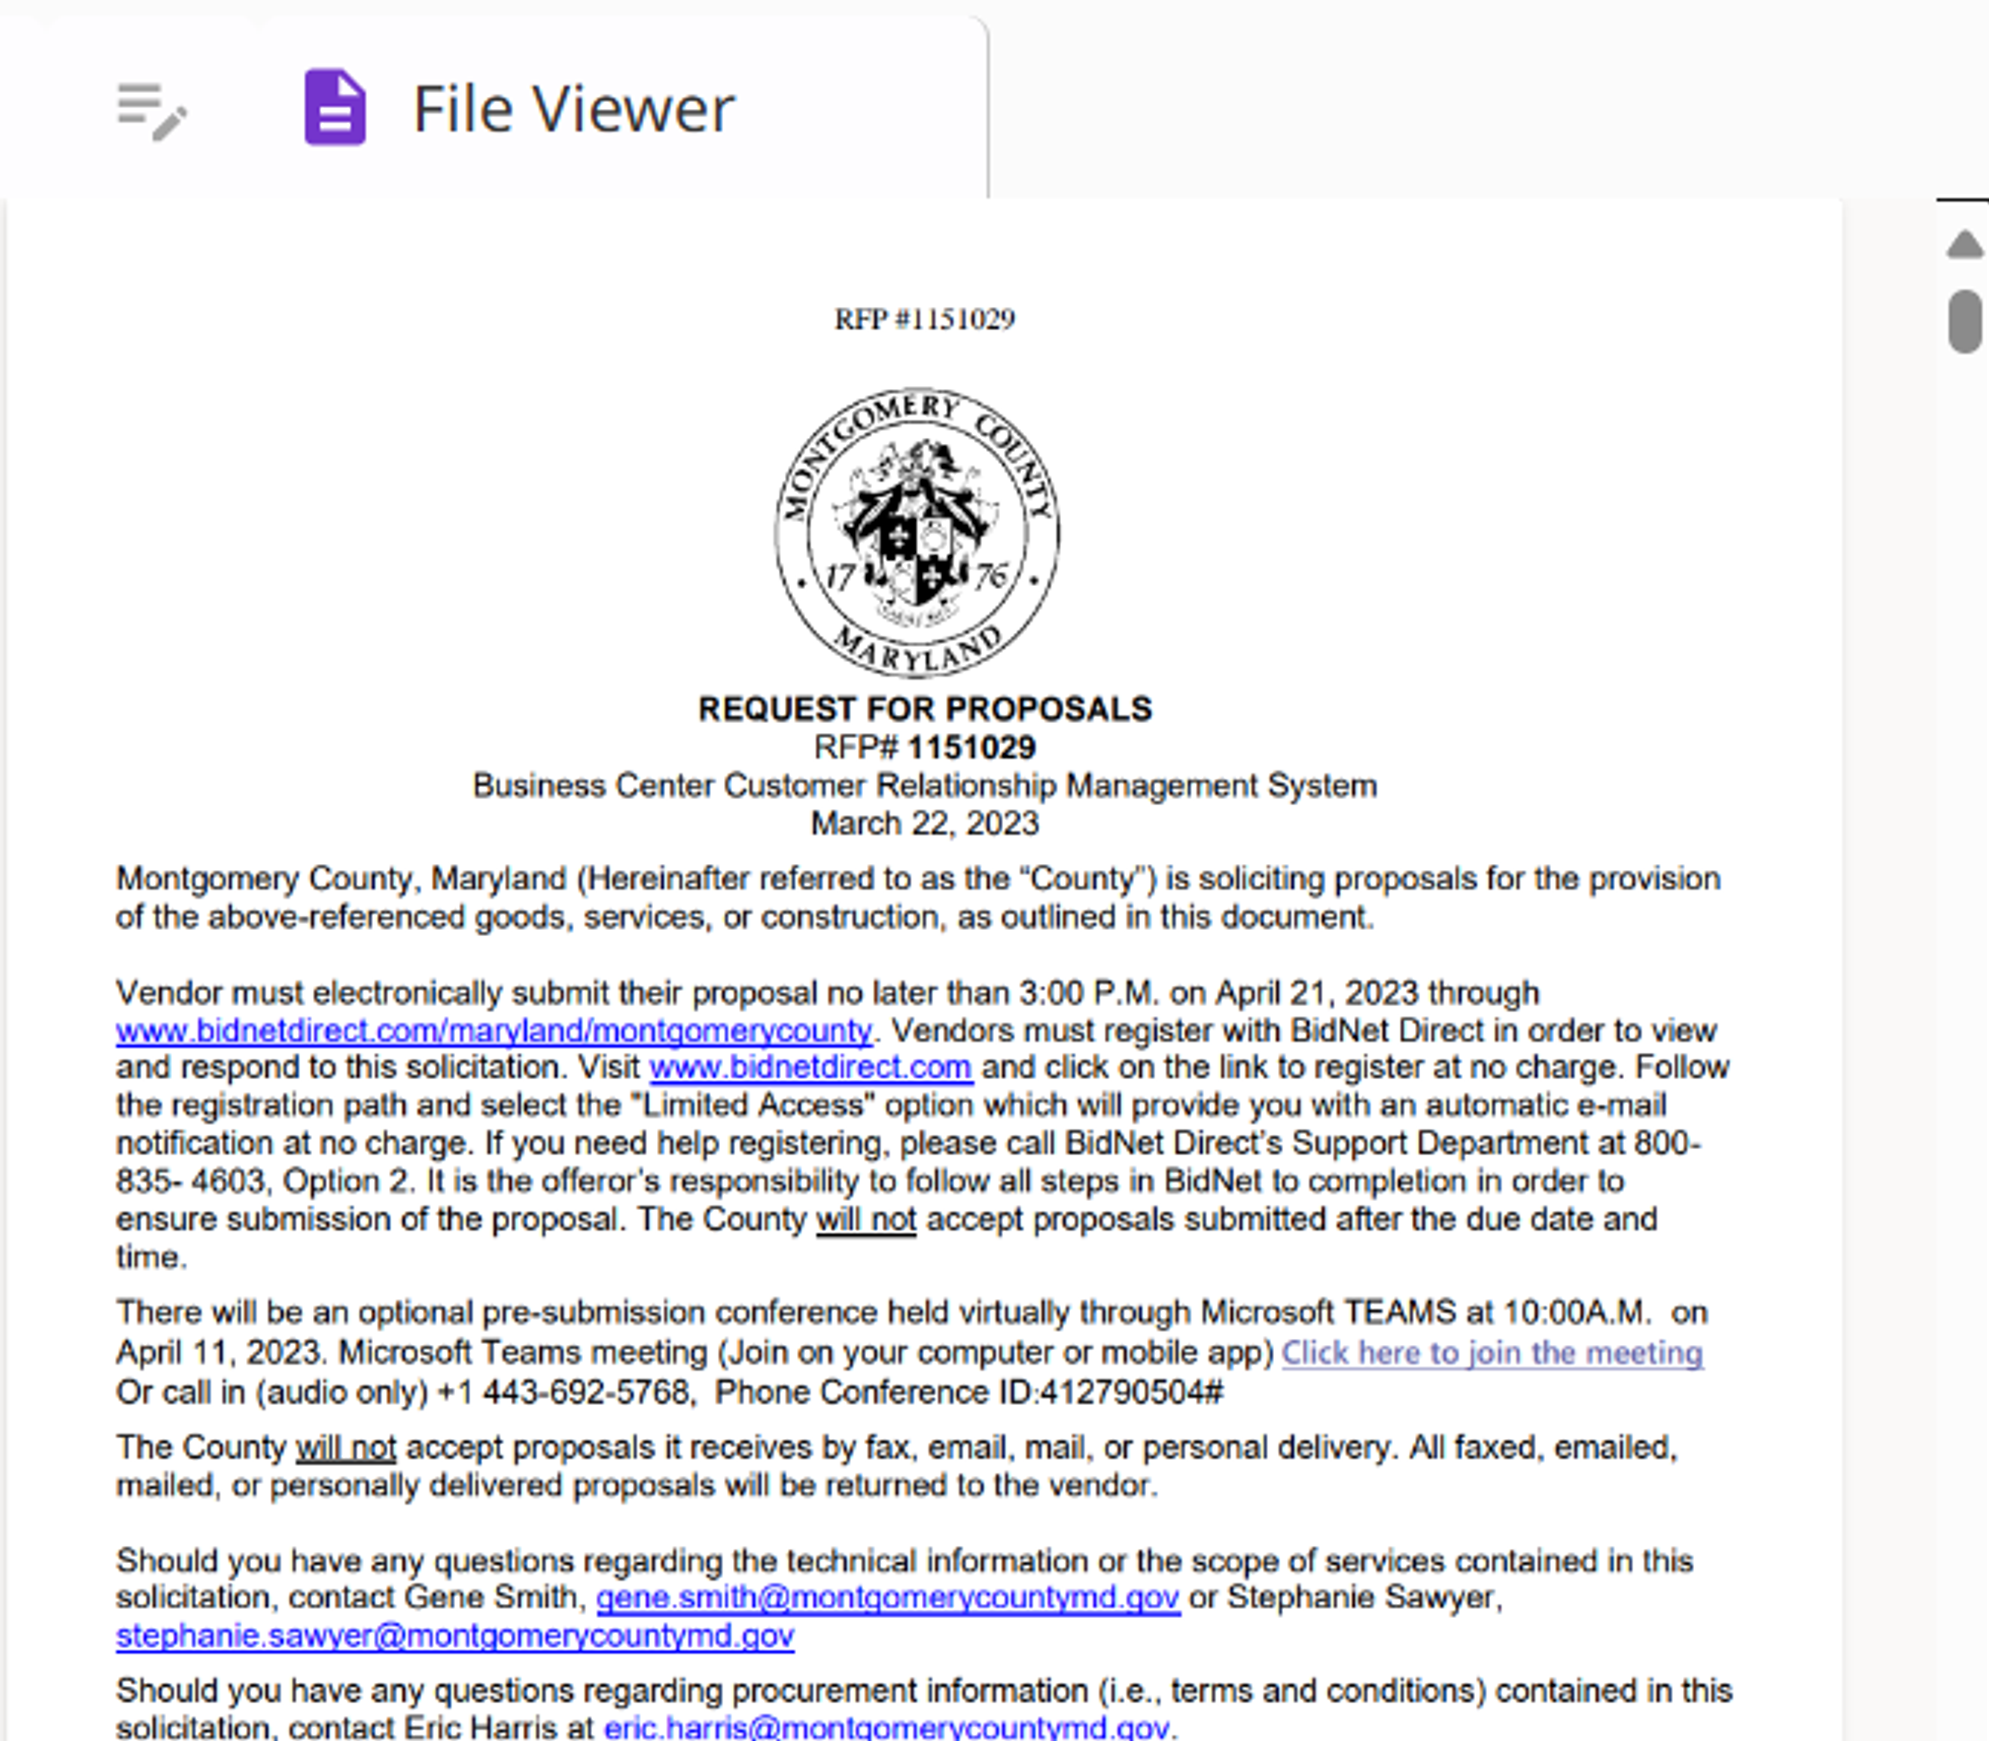 File Viewer
RFP #1151029
MONTGOMERY COUNTY
17 76
MARYLAND
REQUEST FOR PROPOSALS
RFP# 1151029
Business Center Customer Relationship Management System
March 22, 2023
Montgomery County, Maryland (Hereinafter referred to as the “County”) is soliciting proposals for the provision
of the above-referenced goods, services, or construction, as outlined in this document.
Vendor must electronically submit their proposal no later than 3:00 P.M. on April 21, 2023 through
www.bidnetdirect.com/maryland/montgomerycounty. Vendors must register with BidNet Direct in order to view
and respond to this solicitation. Visit www.bidnetdirect.com and click on the link to register at no charge. Follow
the registration path and select the "Limited Access" option which will provide you with an automatic e-mail
notification at no charge. If you need help registering, please call BidNet Direct’s Support Department at 800-
835- 4603, Option 2. It is the offeror’s responsibility to follow all steps in BidNet to completion in order to
ensure submission of the proposal. The County will not accept proposals submitted after the due date and
time.
There will be an optional pre-submission conference held virtually through Microsoft TEAMS at 10:00A.M.  on
April 11, 2023. Microsoft Teams meeting (Join on your computer or mobile app) Click here to join the meeting
Or call in (audio only) +1 443-692-5768,  Phone Conference ID:412790504#
The County will not accept proposals it receives by fax, email, mail, or personal delivery. All faxed, emailed,
mailed, or personally delivered proposals will be returned to the vendor.
Should you have any questions regarding the technical information or the scope of services contained in this
solicitation, contact Gene Smith, gene.smith@montgomerycountymd.gov or Stephanie Sawyer,
stephanie.sawyer@montgomerycountymd.gov
Should you have any questions regarding procurement information (i.e., terms and conditions) contained in this
solicitation, contact Eric Harris at eric.harris@montgomerycountymd.gov.